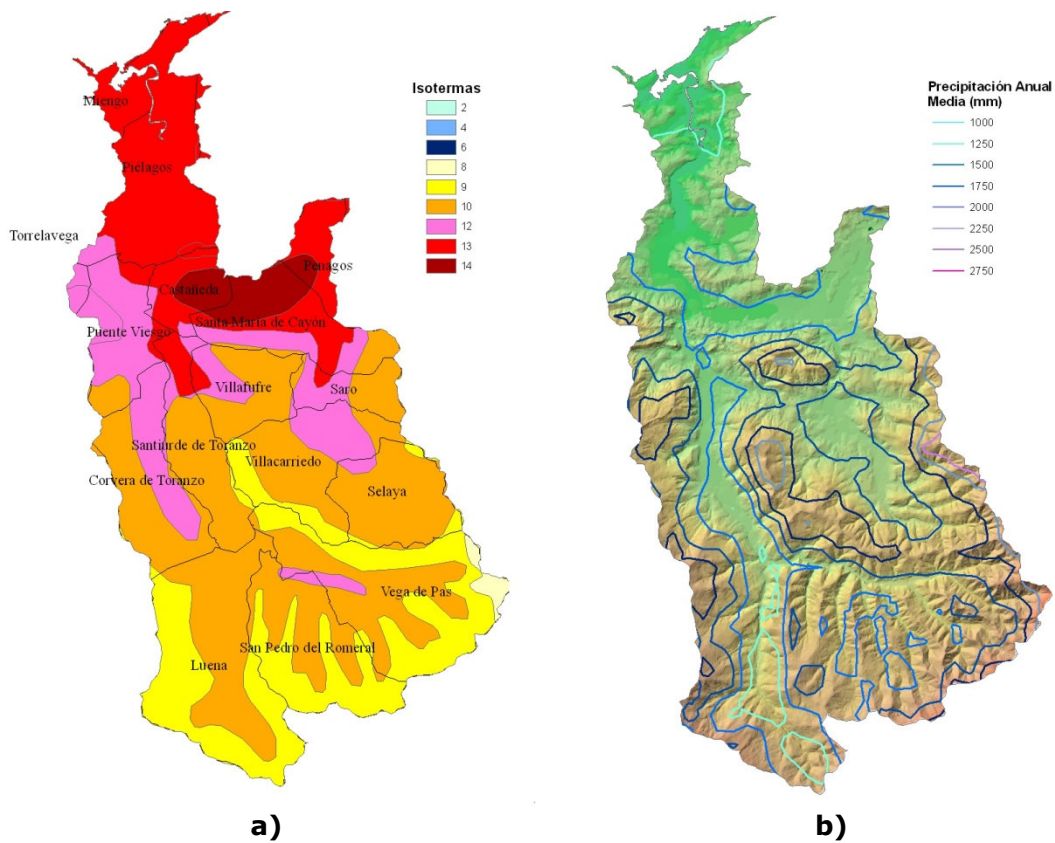 Isotermas
2
4
6
8
9
10
12
13
14
Miengo
Piélagos
Torrelavega
Penagos
Castañeda
Santa María de Cayón
Puente Viesgo
Villafufre
Saro
Santiurde de Toranzo
Villacarriedo
Corvera de Toranzo
Selaya
Vega de Pas
San Pedro del Romeral
Luena
a)
Precipitación Anual
Media (mm)
1000
1250
1500
1750
2000
2250
2500
2750
b)